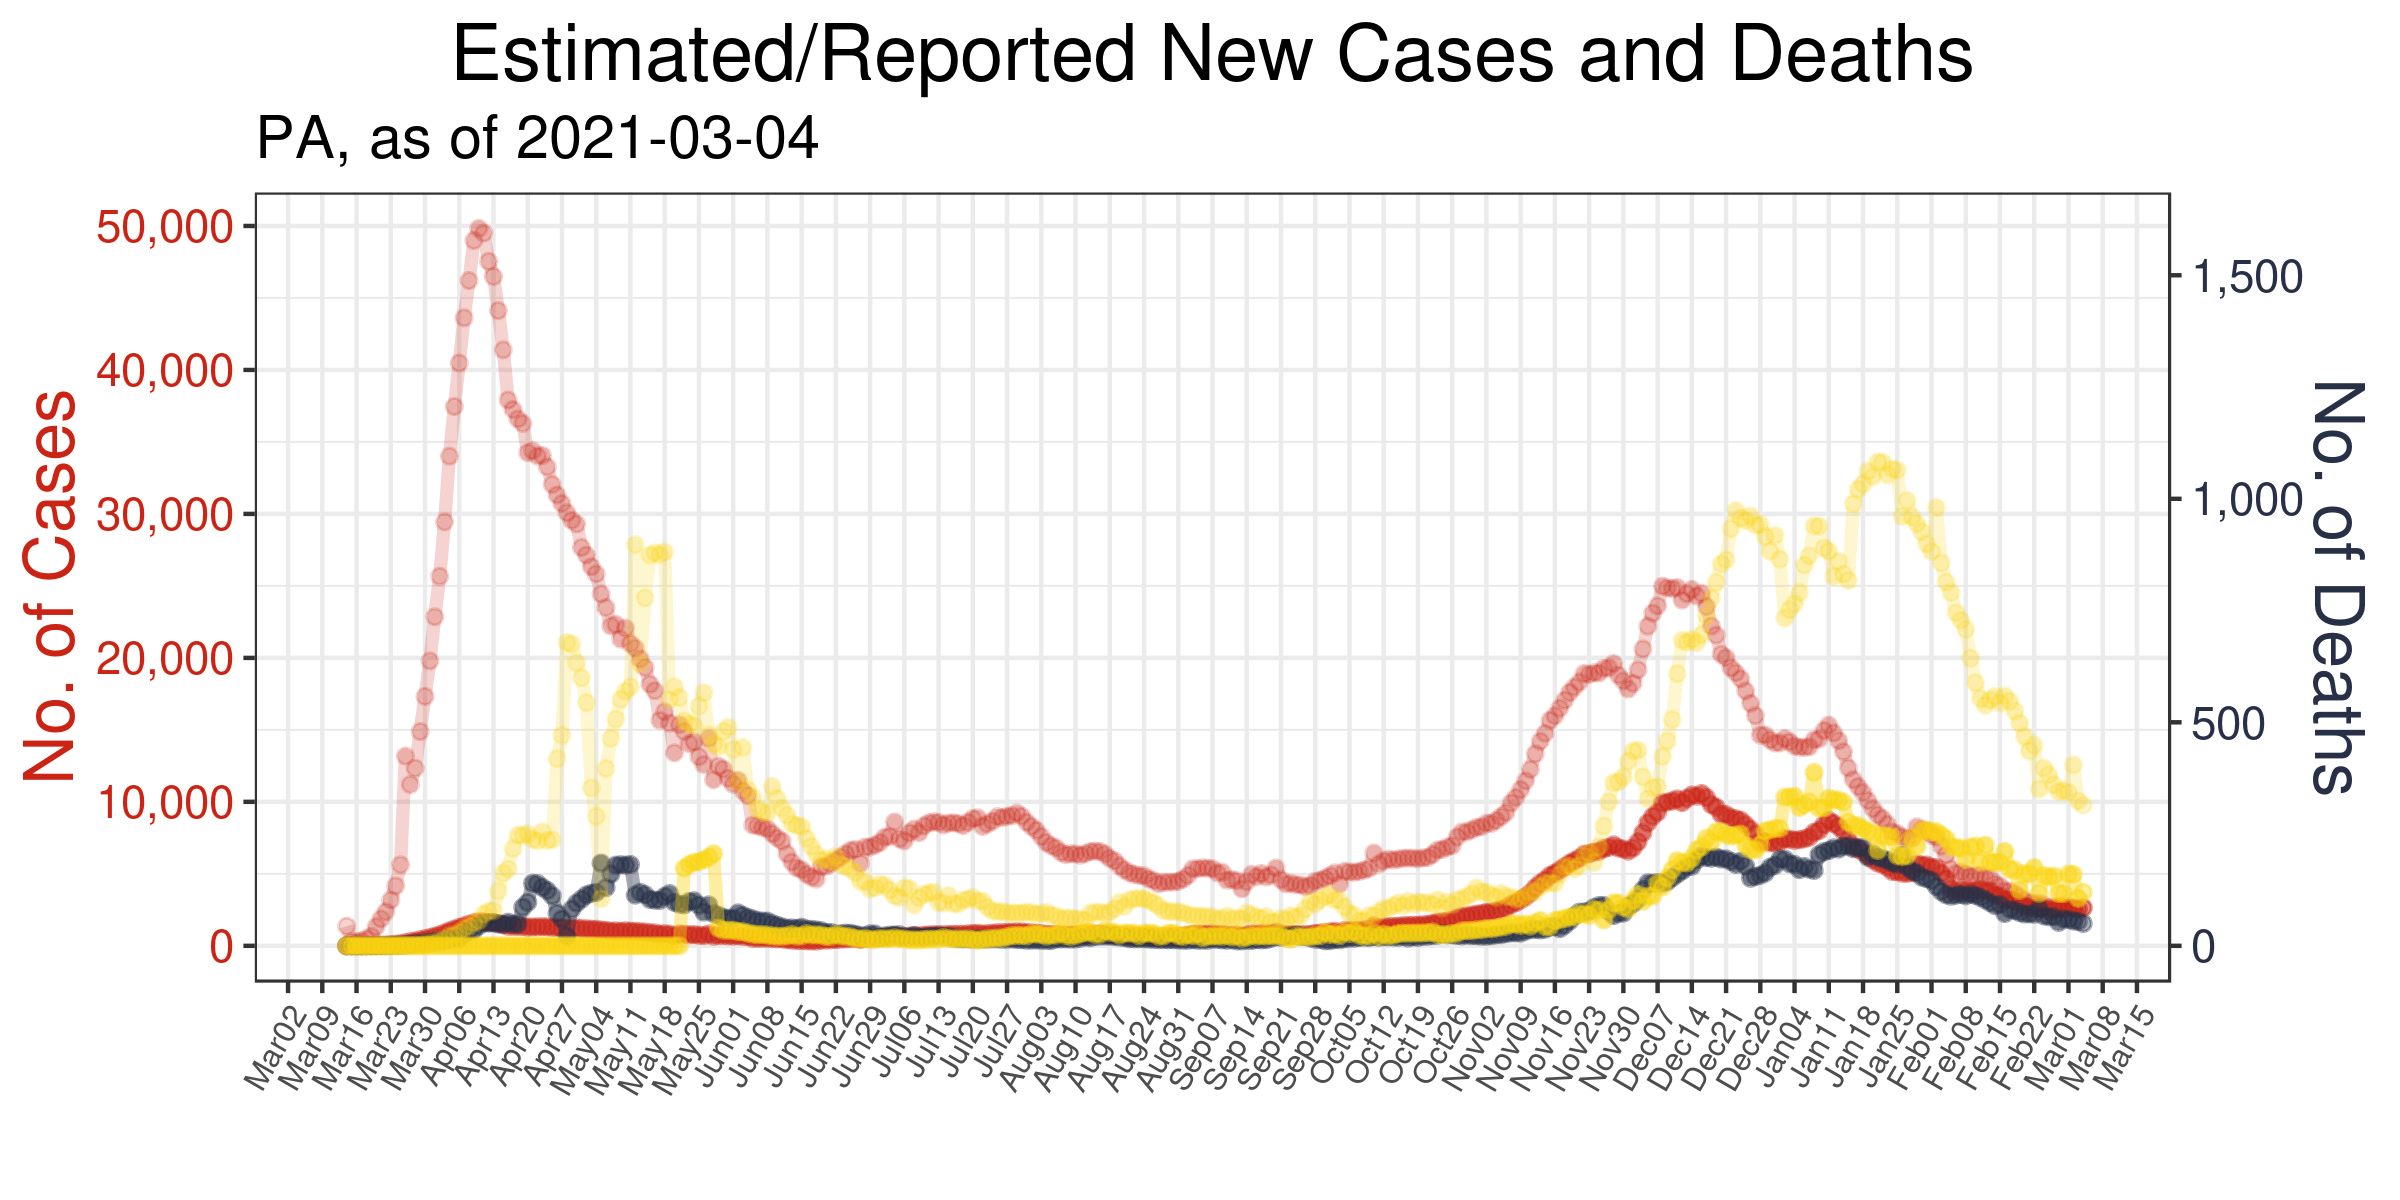 Estimated/Reported New Cases and Deaths
PA, as of 2021-03-04
No. of Cases
50,000
40,000
30,000
20,000
10,000
0
1,500
1,000
500
0
No. of Deaths
Mar02
Mar09
Mar16
Mar23
Mar30
Apr06
Apr13
Apr20
Apr27
May04
May11
May18
May25
Jun01
Jun08
Jun15
Jun22
Jun29
Jul06
Jul13
Jul20
Jul27
Aug03
Aug10
Aug17
Aug24
Aug31
Sep07
Sep14
Sep21
Sep28
Oct05
Oct12
Oct19
Oct26
Nov02
Nov09
Nov16
Nov23
Nov30
Dec07
Dec14
Dec21
Dec28
Jan04
Jan11
Jan18
Jan25
Feb01
Feb08
Feb15
Feb22
Mar01
Mar08
Mar15